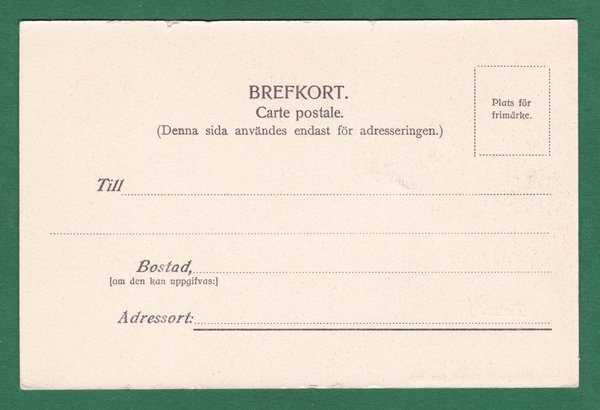 BREFKORT.
Carte postale.
(Denna sida användes endast för adresseringen.)
Plats för
frimärke.
Till
Bostad,
[om den kan uppgifvas:]
Adressort: